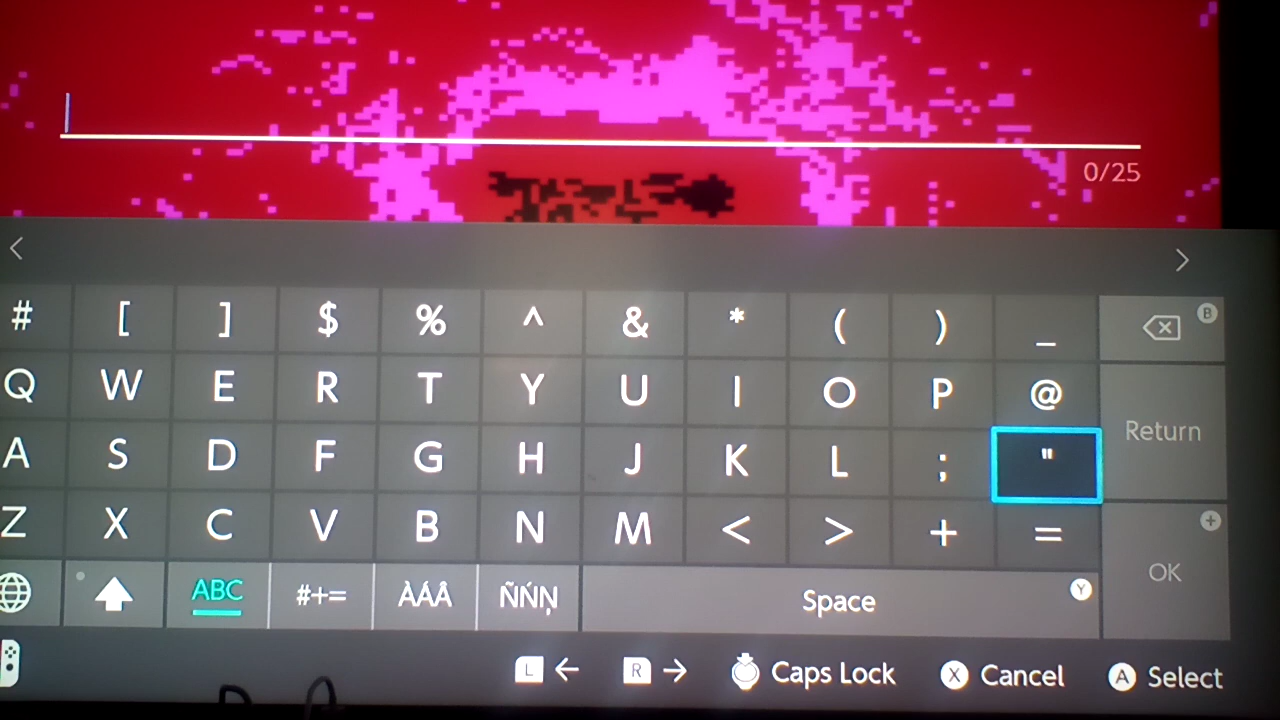 0/25
< >
# [ ] $ % ^ & * ( ) _ B
Q W E R T Y U I O P @ Return
A S D F G H J K L ; "
Z X C V B N M < > + = +
ABC #+= ÀÁÂ ÑŃŅ Space Y OK
L ← R → Caps Lock X Cancel A Select